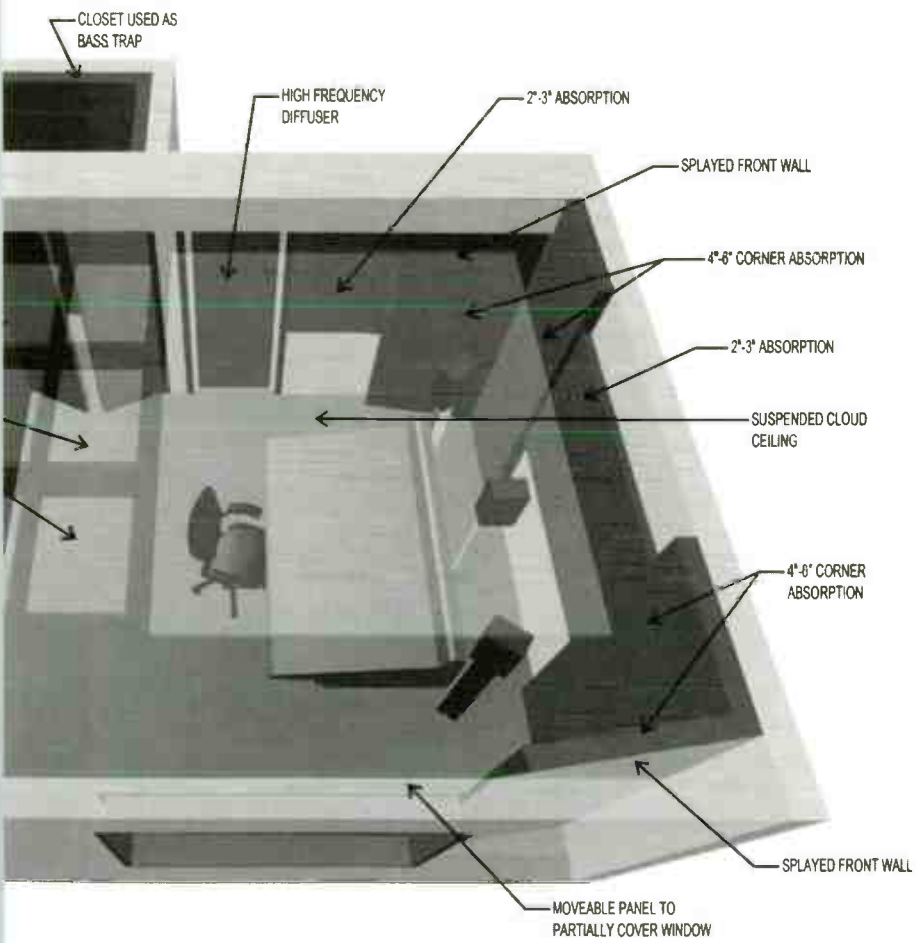 CLOSET USED AS
BASS TRAP
HIGH FREQUENCY
DIFFUSER
2"-3" ABSORPTION
SPLAYED FRONT WALL
4"-6" CORNER ABSORPTION
2"-3" ABSORPTION
SUSPENDED CLOUD
CEILING
4"-6" CORNER
ABSORPTION
SPLAYED FRONT WALL
MOVEABLE PANEL TO
PARTIALLY COVER WINDOW